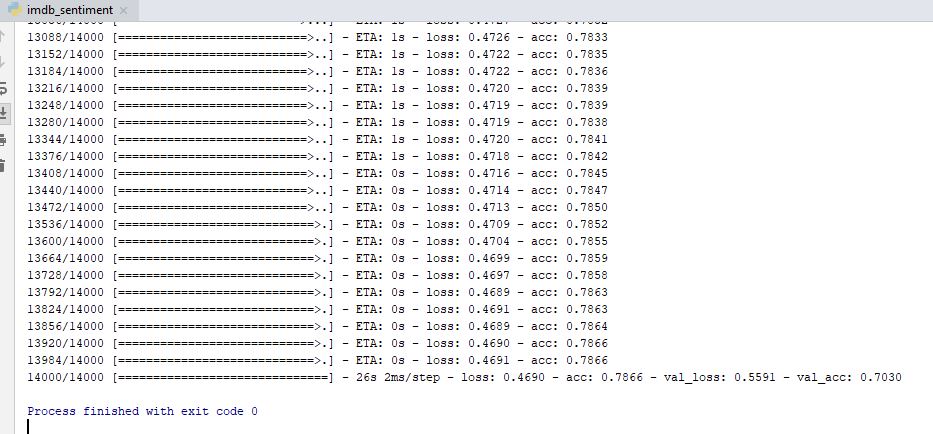 imdb_sentiment
13088/14000 [============================>..] - ETA: 1s - loss: 0.4726 - acc: 0.7833
13152/14000 [============================>..] - ETA: 1s - loss: 0.4722 - acc: 0.7835
13184/14000 [============================>..] - ETA: 1s - loss: 0.4722 - acc: 0.7836
13216/14000 [============================>..] - ETA: 1s - loss: 0.4720 - acc: 0.7839
13248/14000 [============================>..] - ETA: 1s - loss: 0.4719 - acc: 0.7839
13280/14000 [============================>..] - ETA: 1s - loss: 0.4719 - acc: 0.7838
13344/14000 [============================>..] - ETA: 1s - loss: 0.4720 - acc: 0.7841
13376/14000 [============================>..] - ETA: 1s - loss: 0.4718 - acc: 0.7842
13408/14000 [============================>..] - ETA: 0s - loss: 0.4716 - acc: 0.7845
13440/14000 [============================>..] - ETA: 0s - loss: 0.4714 - acc: 0.7847
13472/14000 [============================>..] - ETA: 0s - loss: 0.4713 - acc: 0.7850
13536/14000 [=============================>.] - ETA: 0s - loss: 0.4709 - acc: 0.7852
13600/14000 [=============================>.] - ETA: 0s - loss: 0.4704 - acc: 0.7855
13664/14000 [=============================>.] - ETA: 0s - loss: 0.4699 - acc: 0.7859
13728/14000 [=============================>.] - ETA: 0s - loss: 0.4697 - acc: 0.7858
13792/14000 [=============================>.] - ETA: 0s - loss: 0.4689 - acc: 0.7863
13824/14000 [=============================>.] - ETA: 0s - loss: 0.4691 - acc: 0.7863
13856/14000 [=============================>.] - ETA: 0s - loss: 0.4689 - acc: 0.7864
13920/14000 [=============================>.] - ETA: 0s - loss: 0.4690 - acc: 0.7866
13984/14000 [=============================>.] - ETA: 0s - loss: 0.4691 - acc: 0.7866
14000/14000 [===============================] - 26s 2ms/step - loss: 0.4690 - acc: 0.7866 - val_loss: 0.5591 - val_acc: 0.7030
Process finished with exit code 0